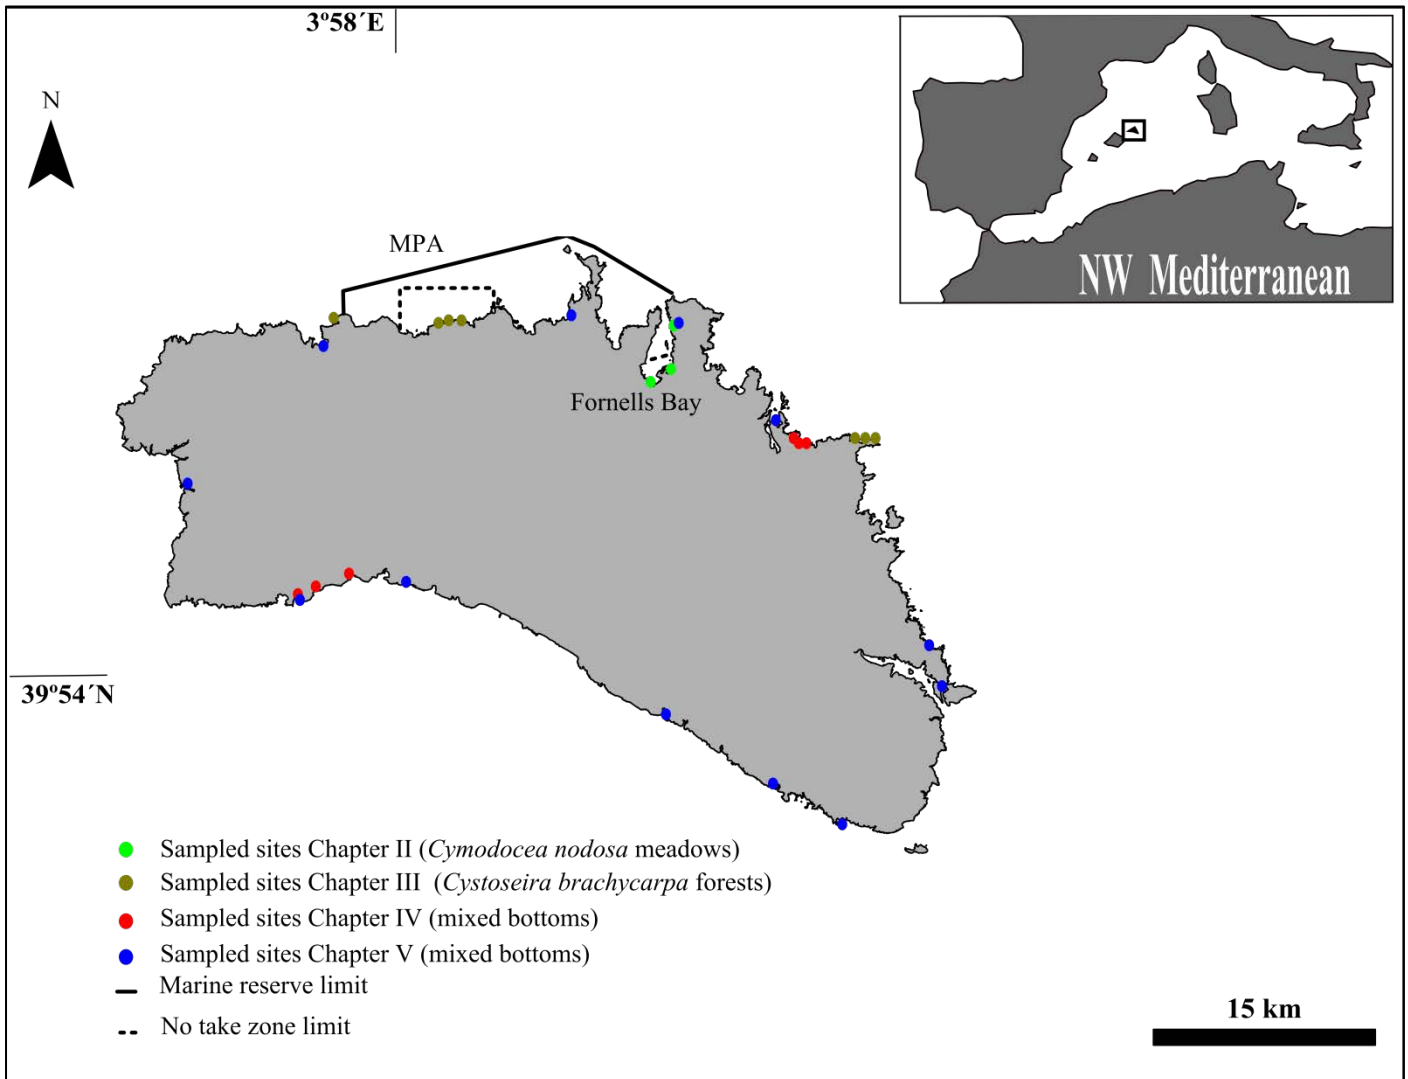 3º58´E
N
NW Mediterranean
MPA
Fornells Bay
39º54´N
Sampled sites Chapter II (Cymodocea nodosa meadows)
Sampled sites Chapter III (Cystoseira brachycarpa forests)
Sampled sites Chapter IV (mixed bottoms)
Sampled sites Chapter V (mixed bottoms)
Marine reserve limit
No take zone limit
15 km